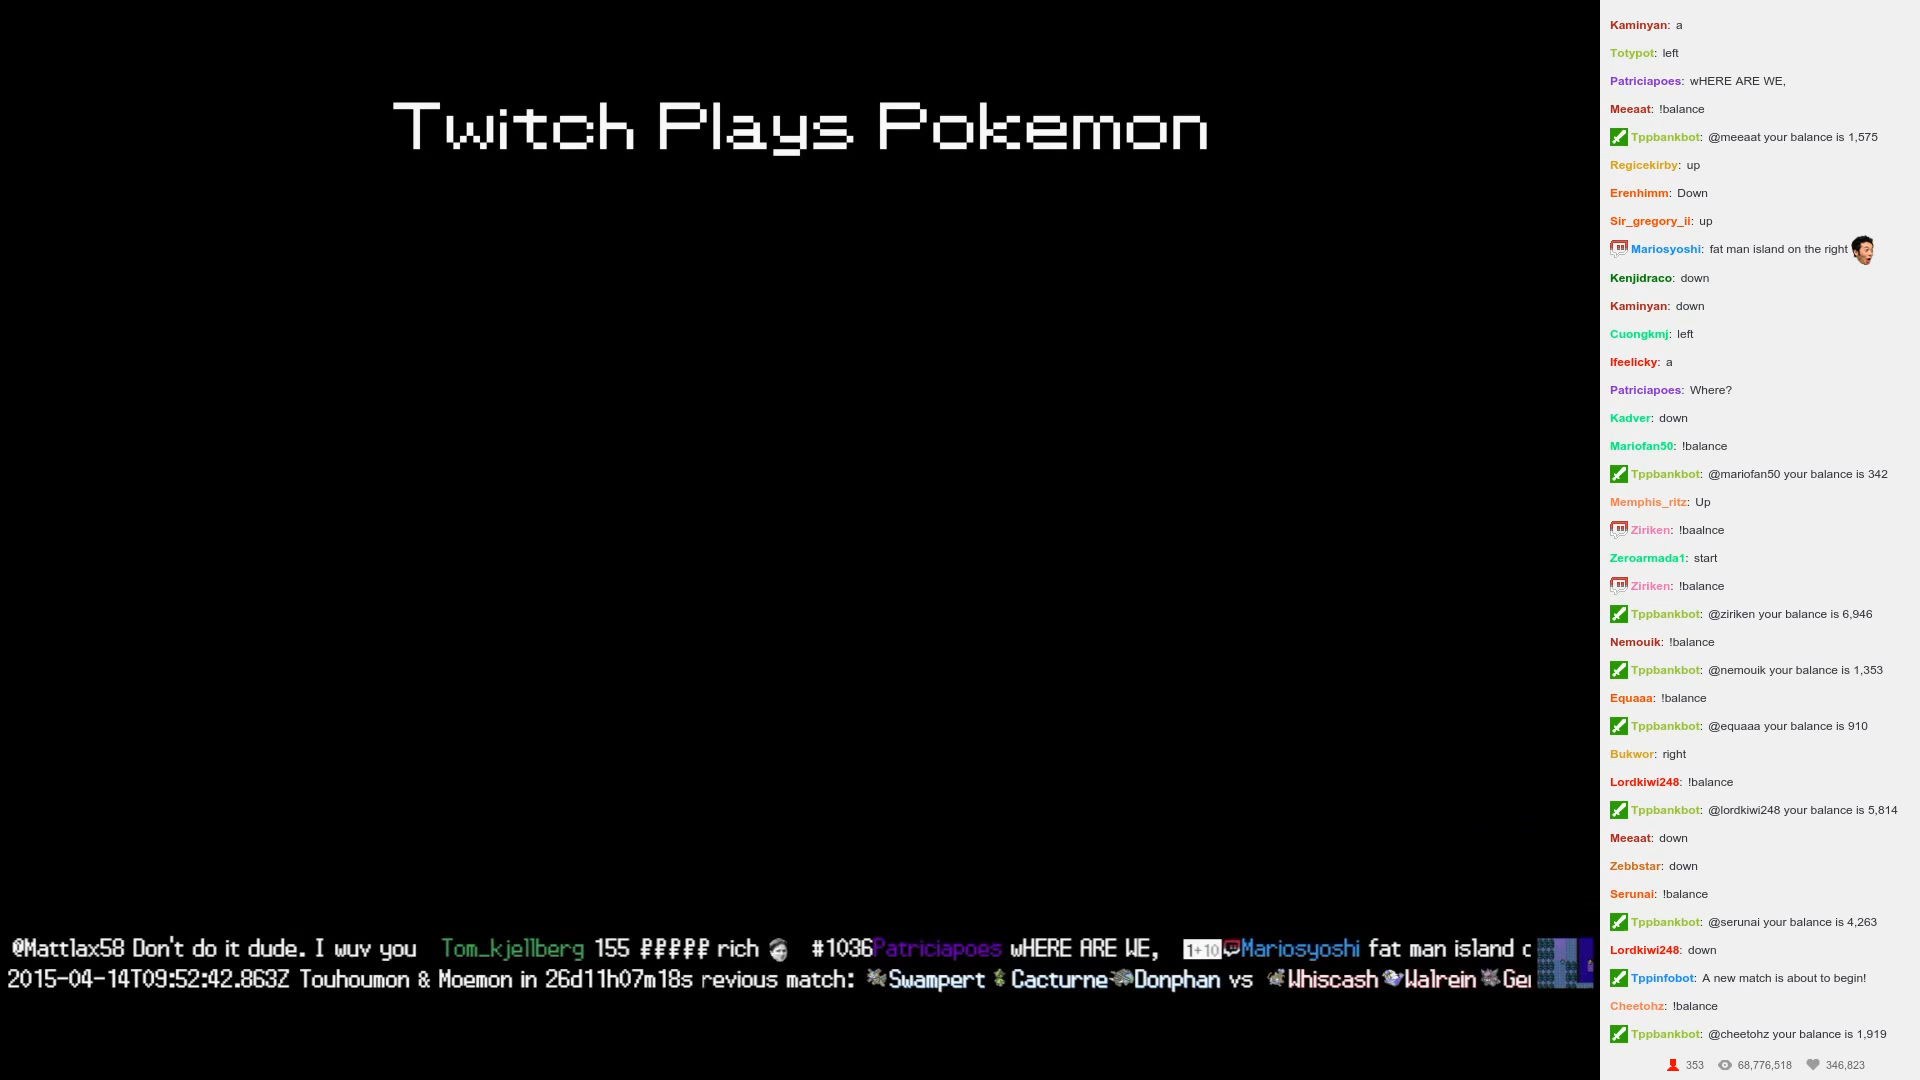 Twitch Plays Pokemon
@Mattlax58 Don't do it dude. I wuv you Tom_kjellberg 155 ₽₽₽₽₽ rich #1036Patriciapoes wHERE ARE WE, 1+10 Mariosyoshi fat man island
2015-04-14T09:52:42.863Z Touhoumon & Moemon in 26d11h07m18s revious match: Swampert Cacturne Donphan vs Whiscash Walrein Ge
Kaminyan: a
Totypot: left
Patriciapoes: wHERE ARE WE,
Meeaat: !balance
Tppbankbot: @meeaat your balance is 1,575
Regicekirby: up
Erenhimm: Down
Sir_gregory_ii: up
Mariosyoshi: fat man island on the right
Kenjidraco: down
Kaminyan: down
Cuongkmj: left
Ifeelicky: a
Patriciapoes: Where?
Kadver: down
Mariofan50: !balance
Tppbankbot: @mariofan50 your balance is 342
Memphis_ritz: Up
Ziriken: !baalnce
Zeroarmada1: start
Ziriken: !balance
Tppbankbot: @ziriken your balance is 6,946
Nemouik: !balance
Tppbankbot: @nemouik your balance is 1,353
Equaaa: !balance
Tppbankbot: @equaaa your balance is 910
Bukwor: right
Lordkiwi248: !balance
Tppbankbot: @lordkiwi248 your balance is 5,814
Meeaat: down
Zebbstar: down
Serunai: !balance
Tppbankbot: @serunai your balance is 4,263
Lordkiwi248: down
Tppinfobot: A new match is about to begin!
Cheetohz: !balance
Tppbankbot: @cheetohz your balance is 1,919
353 68,776,518 346,823